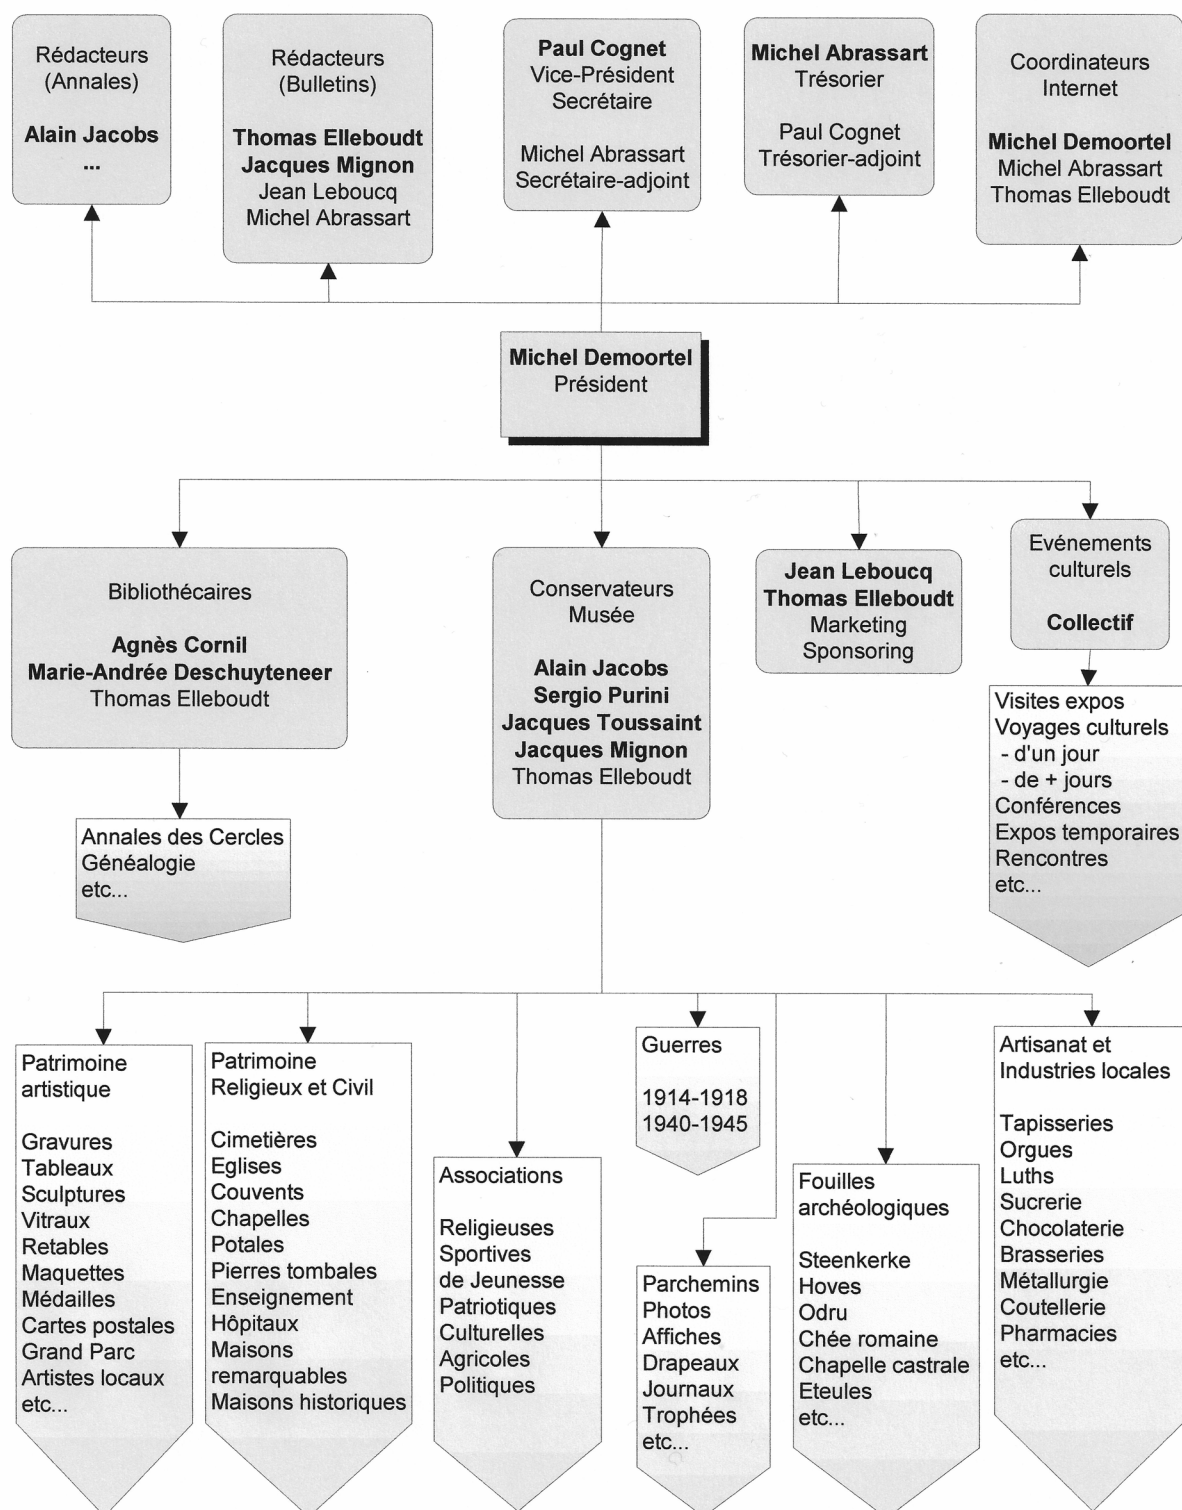 Rédacteurs
(Annales)
Alain Jacobs
...
Rédacteurs
(Bulletins)
Thomas Elleboudt
Jacques Mignon
Jean Leboucq
Michel Abrassart
Paul Cognet
Vice-Président
Secrétaire
Michel Abrassart
Secrétaire-adjoint
Michel Abrassart
Trésorier
Paul Cognet
Trésorier-adjoint
Coordinateurs
Internet
Michel Demoortel
Michel Abrassart
Thomas Elleboudt
Michel Demoortel
Président
Bibliothécaires
Agnès Cornil
Marie-Andrée Deschuyteneer
Thomas Elleboudt
Conservateurs
Musée
Alain Jacobs
Sergio Purini
Jacques Toussaint
Jacques Mignon
Thomas Elleboudt
Jean Leboucq
Thomas Elleboudt
Marketing
Sponsoring
Evénements
culturels
Collectif
Annales des Cercles
Généalogie
etc...
Visites expos
Voyages culturels
- d'un jour
- de + jours
Conférences
Expos temporaires
Rencontres
etc...
Patrimoine
artistique
Gravures
Tableaux
Sculptures
Vitraux
Retables
Maquettes
Médailles
Cartes postales
Grand Parc
Artistes locaux
etc...
Patrimoine
Religieux et Civil
Cimetières
Eglises
Couvents
Chapelles
Potales
Pierres tombales
Enseignement
Hôpitaux
Maisons
remarquables
Maisons historiques
Associations
Religieuses
Sportives
de Jeunesse
Patriotiques
Culturelles
Agricoles
Politiques
Guerres
1914-1918
1940-1945
Parchemins
Photos
Affiches
Drapeaux
Journaux
Trophées
etc...
Fouilles
archéologiques
Steenkerke
Hoves
Odru
Chée romaine
Chapelle castrale
Eteules
etc...
Artisanat et
Industries locales
Tapisseries
Orgues
Luths
Sucrerie
Chocolaterie
Brasseries
Métallurgie
Coutellerie
Pharmacies
etc...